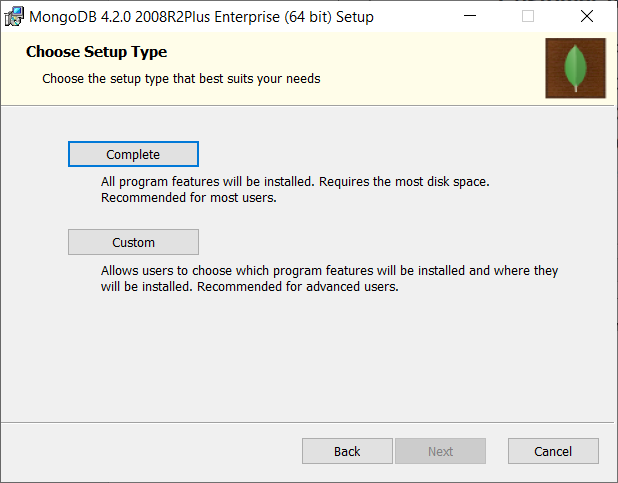 MongoDB 4.2.0 2008R2Plus Enterprise (64 bit) Setup
Choose Setup Type
Choose the setup type that best suits your needs
Complete
All program features will be installed. Requires the most disk space.
Recommended for most users.
Custom
Allows users to choose which program features will be installed and where they
will be installed. Recommended for advanced users.
Back
Next
Cancel